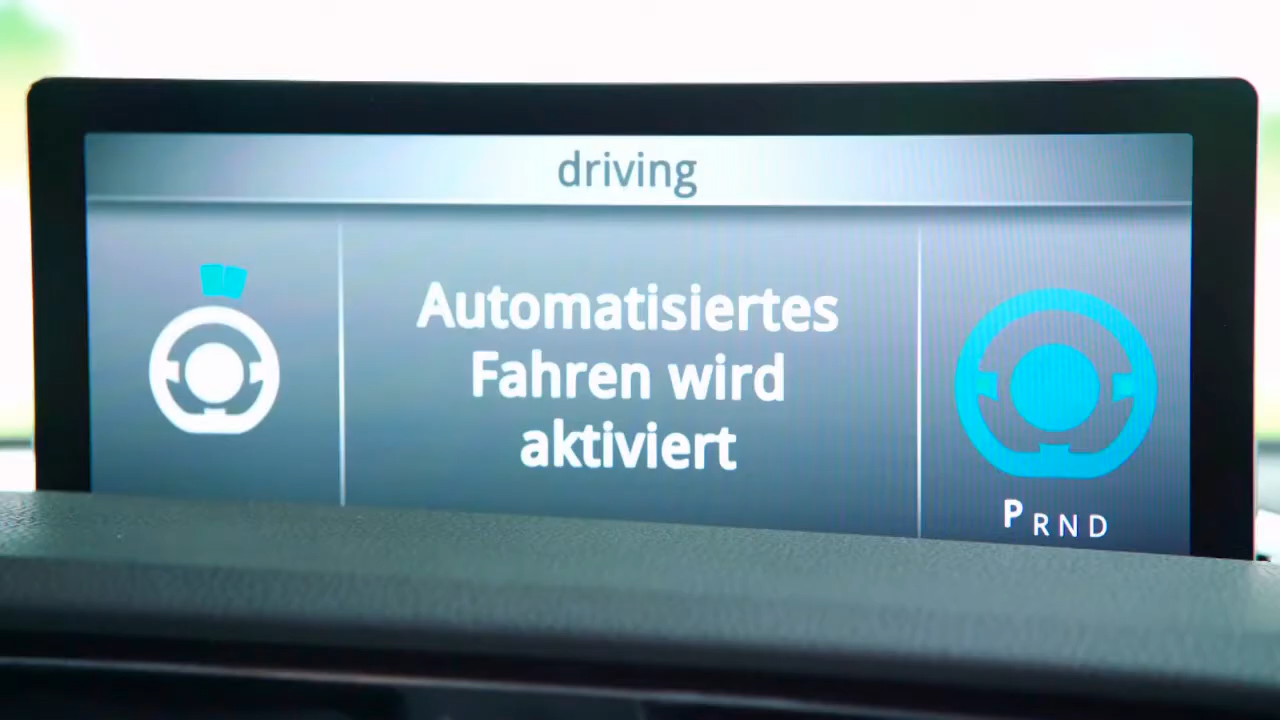 driving
Automatisiertes
Fahren wird
aktiviert
P R N D